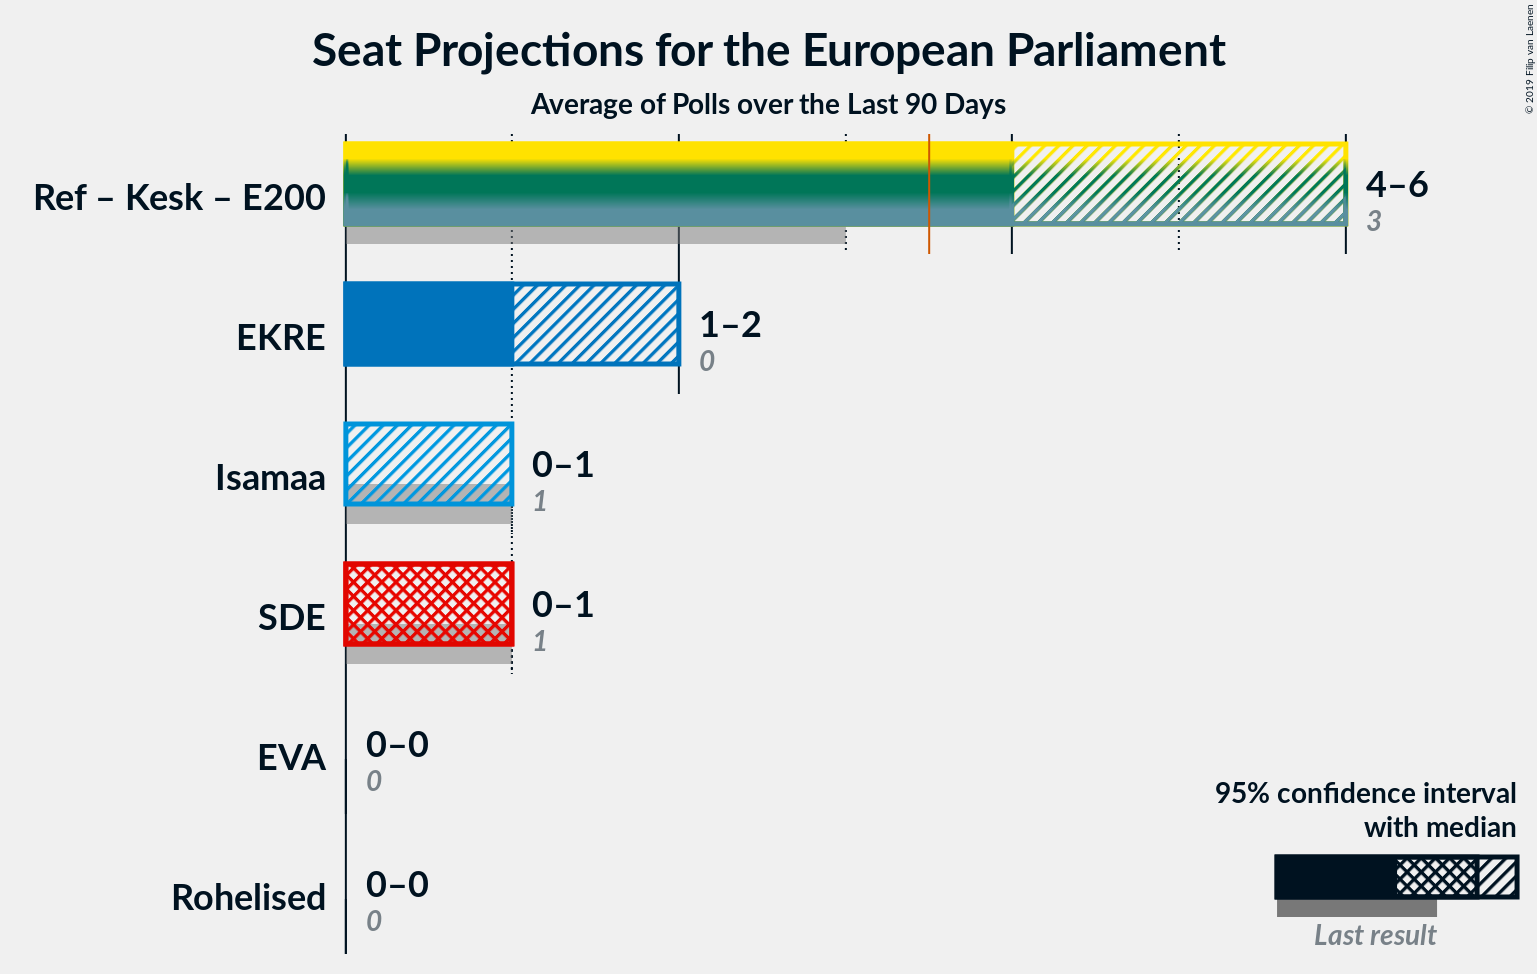 Seat Projections for the European Parliament
Average of Polls over the Last 90 Days
© 2019 Filip van Laenen
Ref – Kesk – E200
4–6
3
EKRE
1–2
0
Isamaa
0–1
1
SDE
0–1
1
EVA
0–0
0
Rohelised
0–0
0
95% confidence interval
with median
Last result